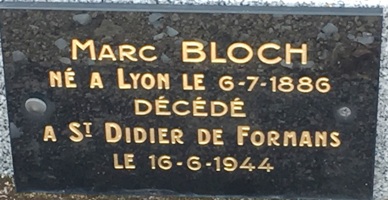 MARC BLOCH
NÉ A LYON LE 6-7-1886
DÉCÉDÉ
A ST DIDIER DE FORMANS
LE 16-6-1944